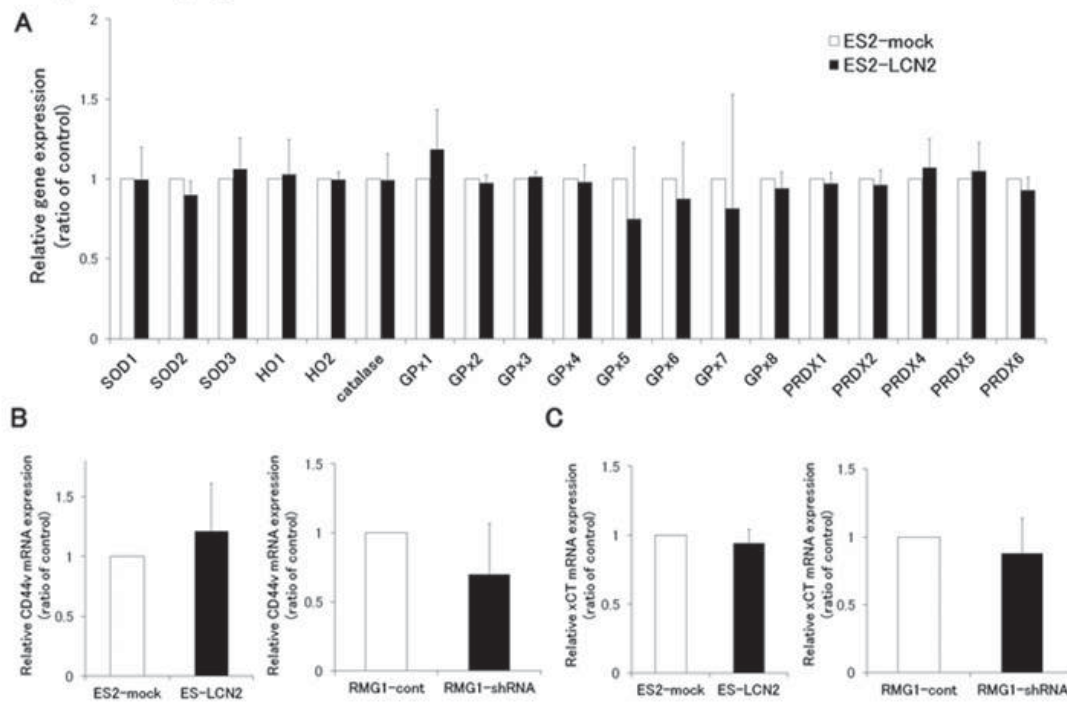 A
Relative gene expression
(ratio of control)
2
1.5
1
0.5
0
ES2-mock
ES2-LCN2
SOD1
SOD2
SOD3
HO1
HO2
catalase
GPx1
GPx2
GPx3
GPx4
GPx5
GPx6
GPx7
GPx8
PRDX1
PRDX2
PRDX4
PRDX5
PRDX6
B
Relative CD44v mRNA expression
(ratio of control)
1.5
1
0.5
0
ES2-mock
ES-LCN2
Relative CD44v mRNA expression
(ratio of control)
1.5
1
0.5
0
RMG1-cont
RMG1-shRNA
C
Relative xCT mRNA expression
(ratio of control)
1.5
1
0.5
0
ES2-mock
ES-LCN2
Relative xCT mRNA expression
(ratio of control)
1.5
1
0.5
0
RMG1-cont
RMG1-shRNA